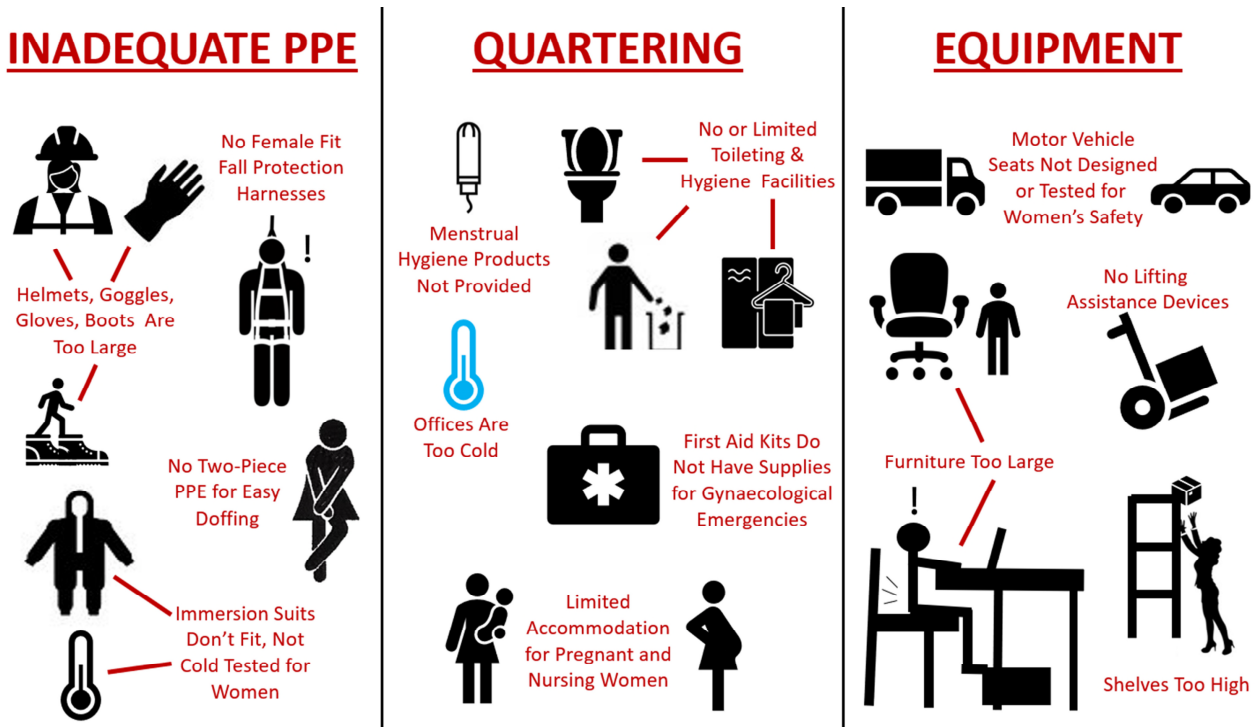 INADEQUATE PPE
No Female Fit
Fall Protection
Harnesses
!
Helmets, Goggles,
Gloves, Boots Are
Too Large
No Two-Piece
PPE for Easy
Doffing
Immersion Suits
Don't Fit, Not
Cold Tested for
Women
QUARTERING
No or Limited
Toileting &
Hygiene Facilities
Menstrual
Hygiene Products
Not Provided
Offices Are
Too Cold
First Aid Kits Do
Not Have Supplies
for Gynaecological
Emergencies
Limited
Accommodation
for Pregnant and
Nursing Women
EQUIPMENT
Motor Vehicle
Seats Not Designed
or Tested for
Women's Safety
No Lifting
Assistance Devices
Furniture Too Large
!
Shelves Too High